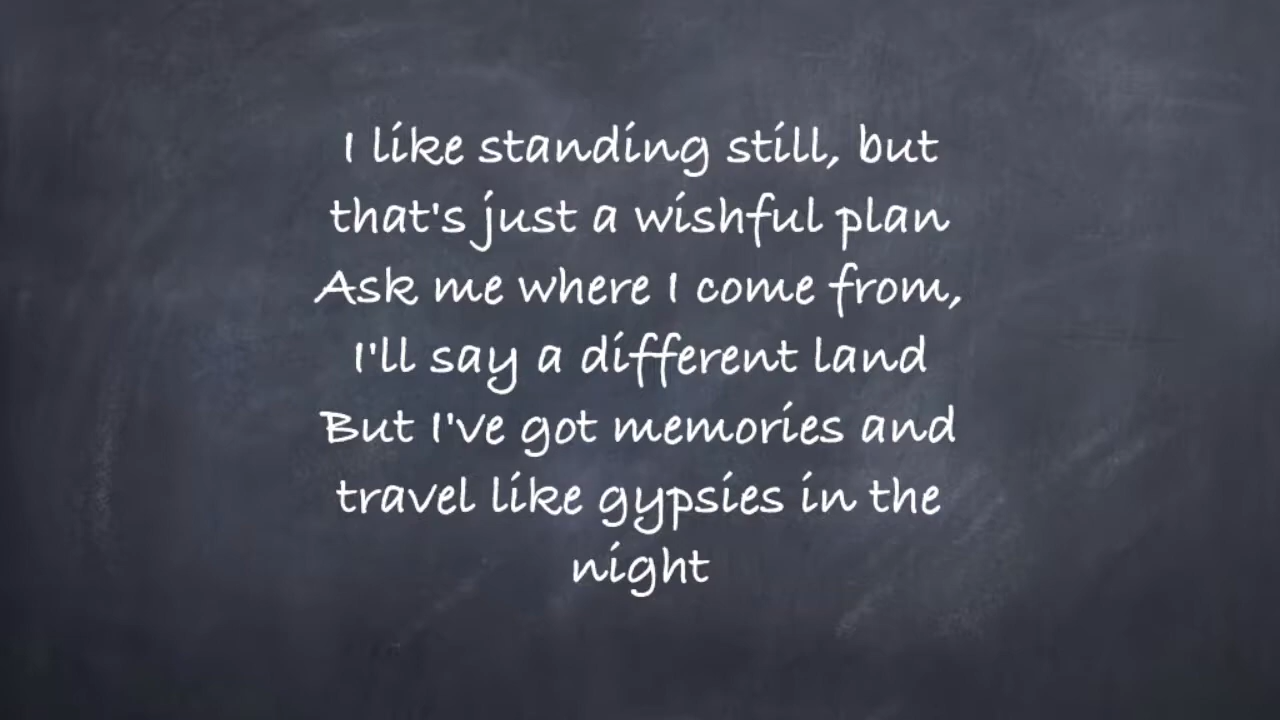 I like standing still, but
that's just a wishful plan
Ask me where I come from,
I'll say a different land
But I've got memories and
travel like gypsies in the
night